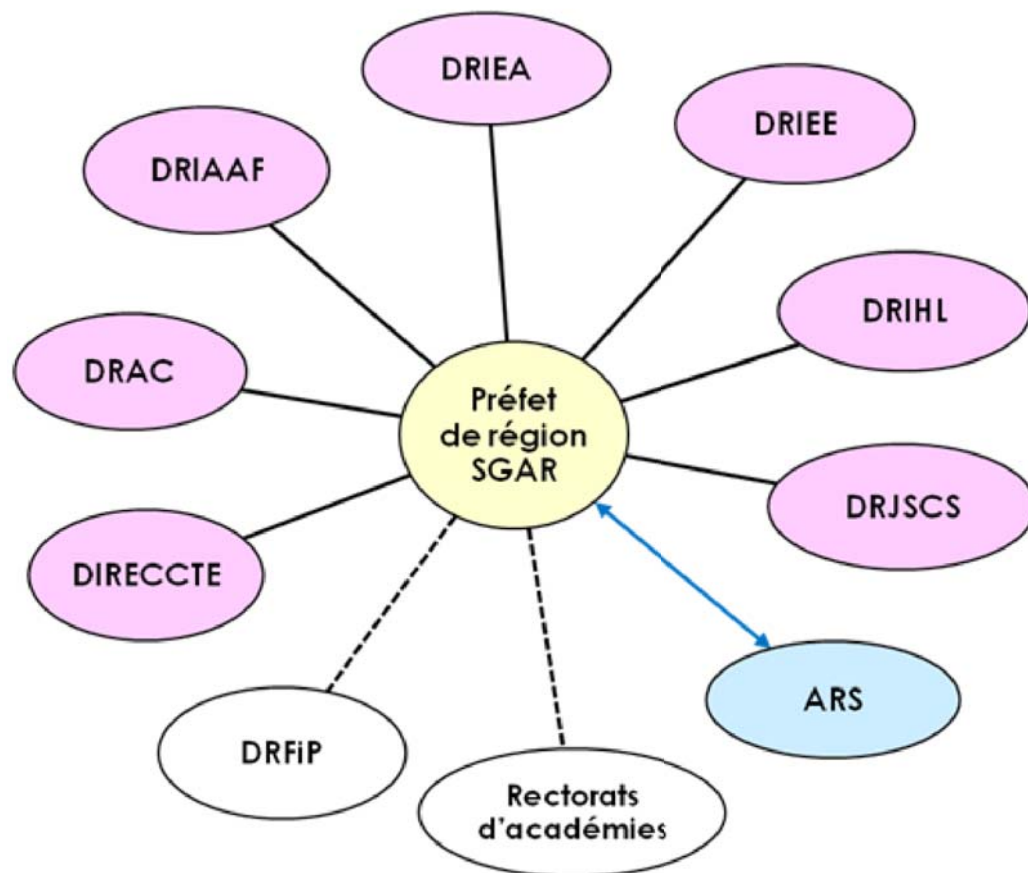 DRIEA
DRIEE
DRIAAF
DRIHL
DRAC
Préfet
de région
SGAR
DRJSCS
DIRECCTE
ARS
DRFiP
Rectorats
d'académies